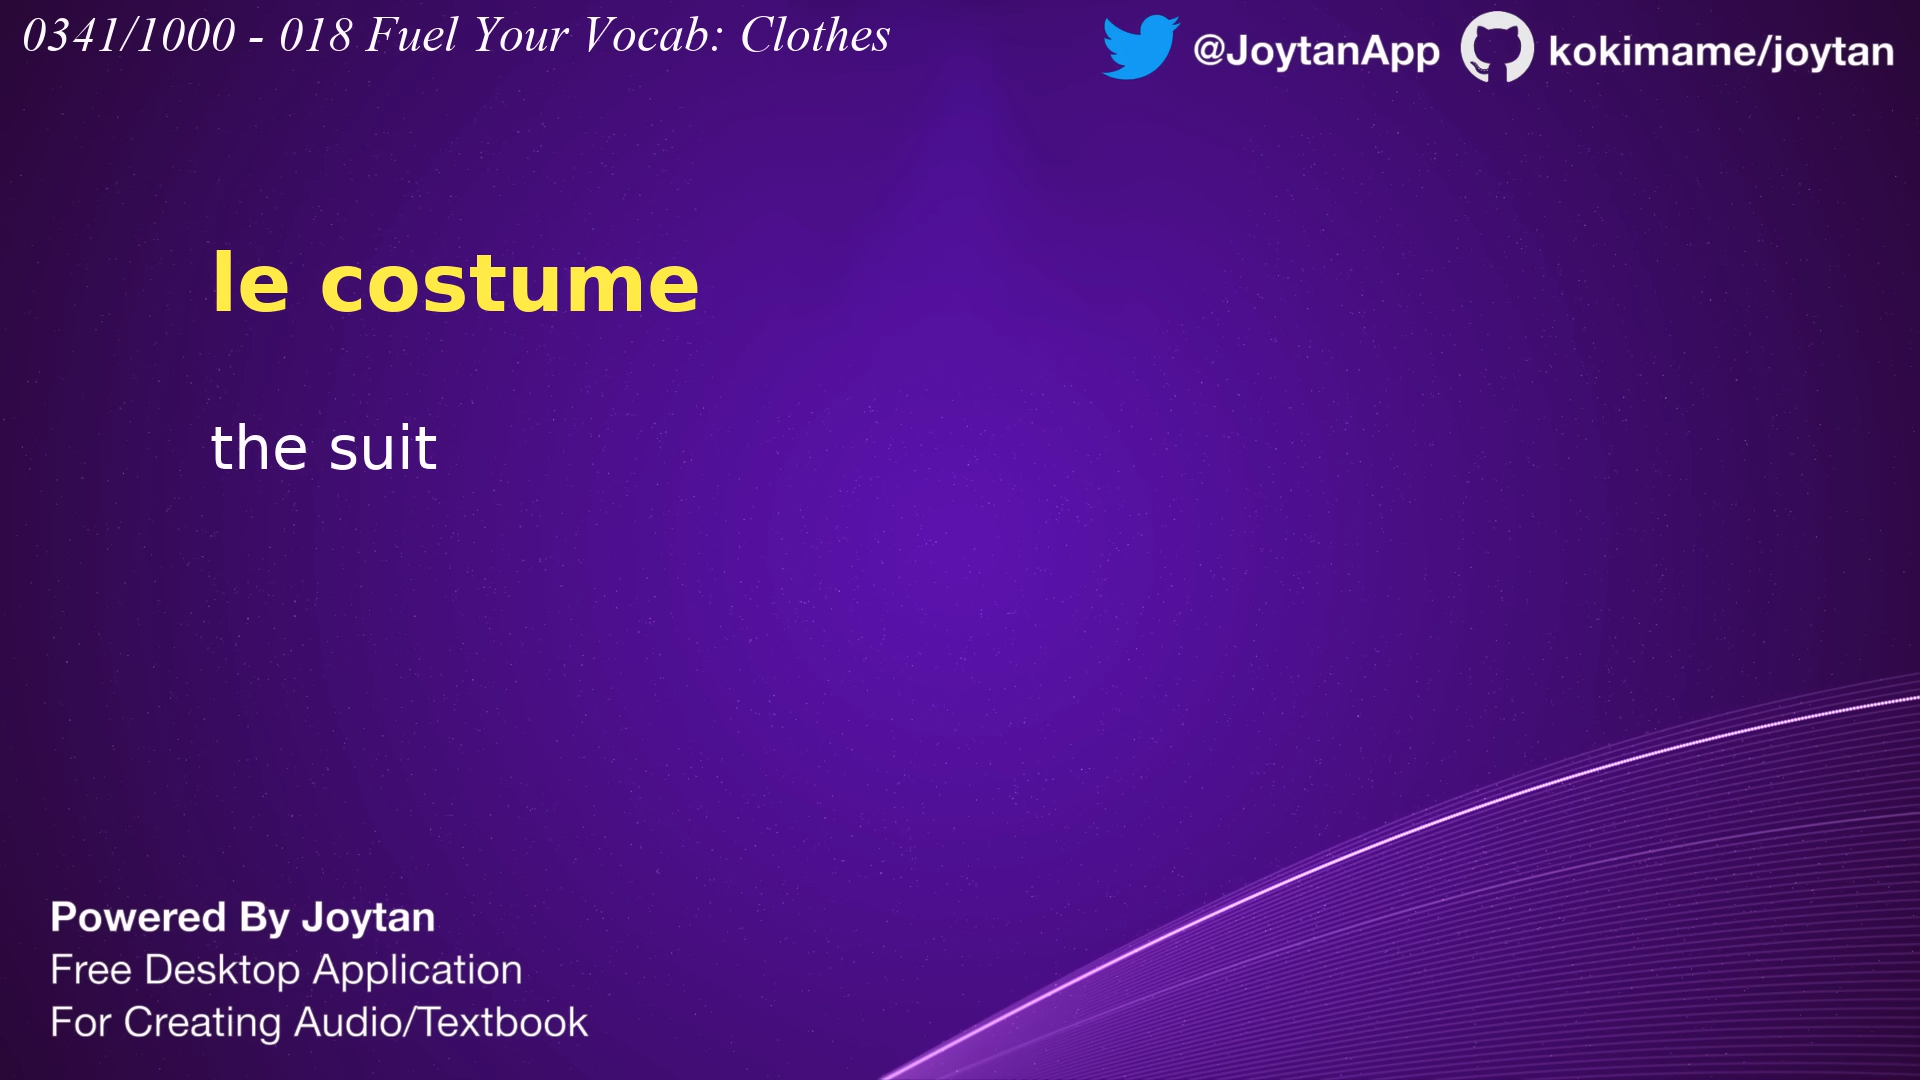 0341/1000 - 018 Fuel Your Vocab: Clothes
@JoytanApp
kokimame/joytan
le costume
the suit
Powered By Joytan
Free Desktop Application
For Creating Audio/Textbook